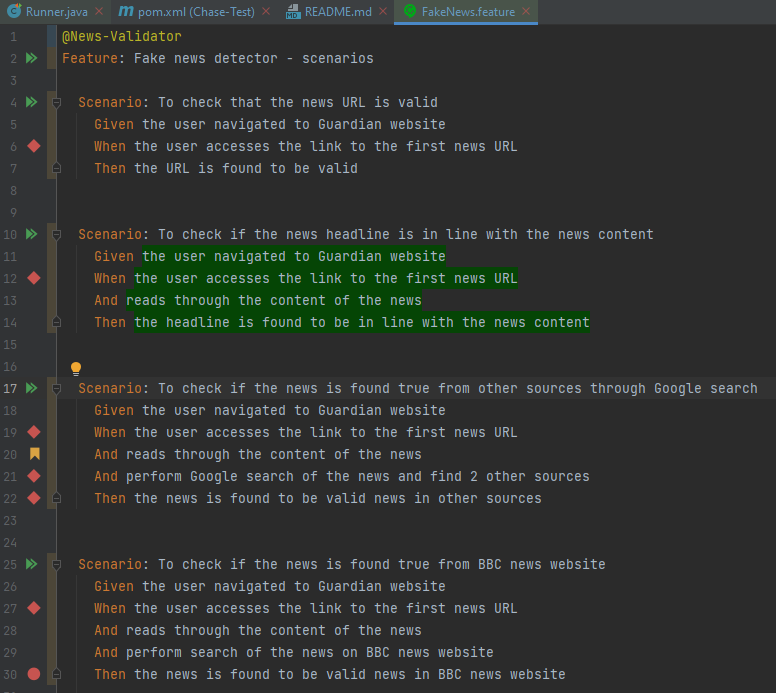 Runner.java × m pom.xml (Chase-Test) × MD README.md × FakeNews.feature ×
1 @News-Validator
2 Feature: Fake news detector - scenarios
3
4 Scenario: To check that the news URL is valid
5 Given the user navigated to Guardian website
6 When the user accesses the link to the first news URL
7 Then the URL is found to be valid
8
9
10 Scenario: To check if the news headline is in line with the news content
11 Given the user navigated to Guardian website
12 When the user accesses the link to the first news URL
13 And reads through the content of the news
14 Then the headline is found to be in line with the news content
15
16
17 Scenario: To check if the news is found true from other sources through Google search
18 Given the user navigated to Guardian website
19 When the user accesses the link to the first news URL
20 And reads through the content of the news
21 And perform Google search of the news and find 2 other sources
22 Then the news is found to be valid news in other sources
23
24
25 Scenario: To check if the news is found true from BBC news website
26 Given the user navigated to Guardian website
27 When the user accesses the link to the first news URL
28 And reads through the content of the news
29 And perform search of the news on BBC news website
30 Then the news is found to be valid news in BBC news website